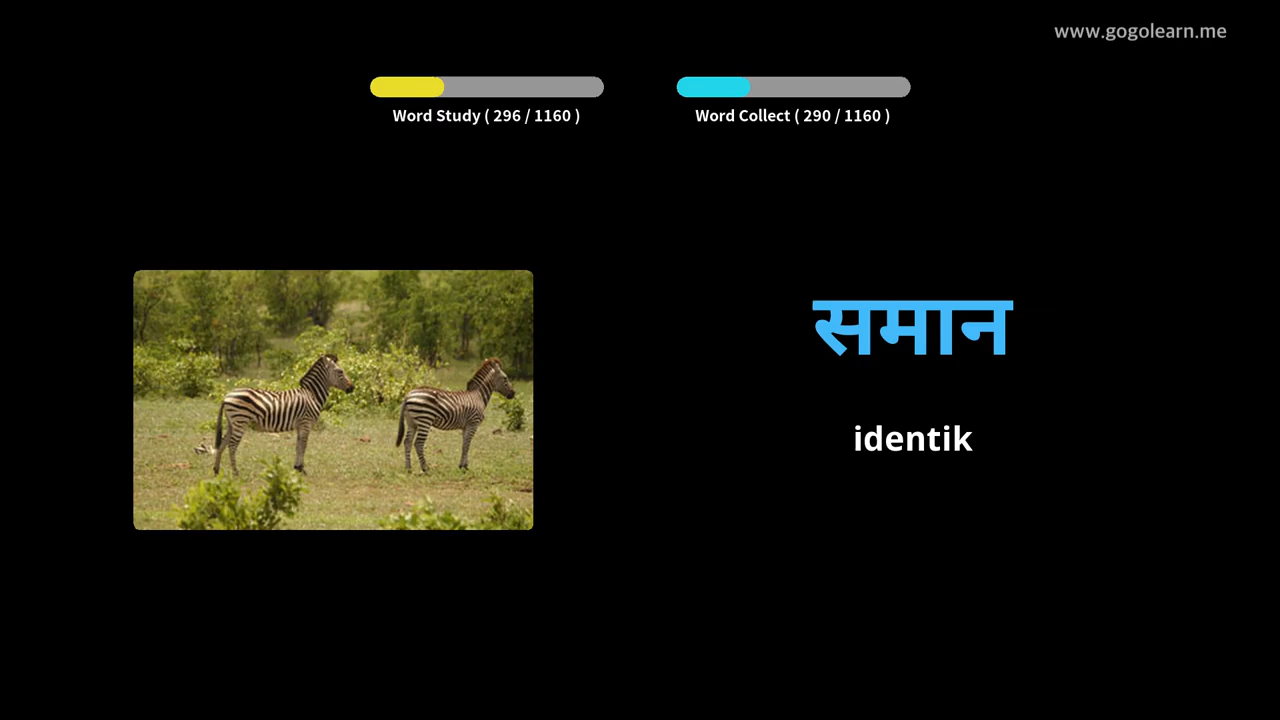 www.gogolearn.me
Word Study ( 296 / 1160 )
Word Collect ( 290 / 1160 )
समान
identik